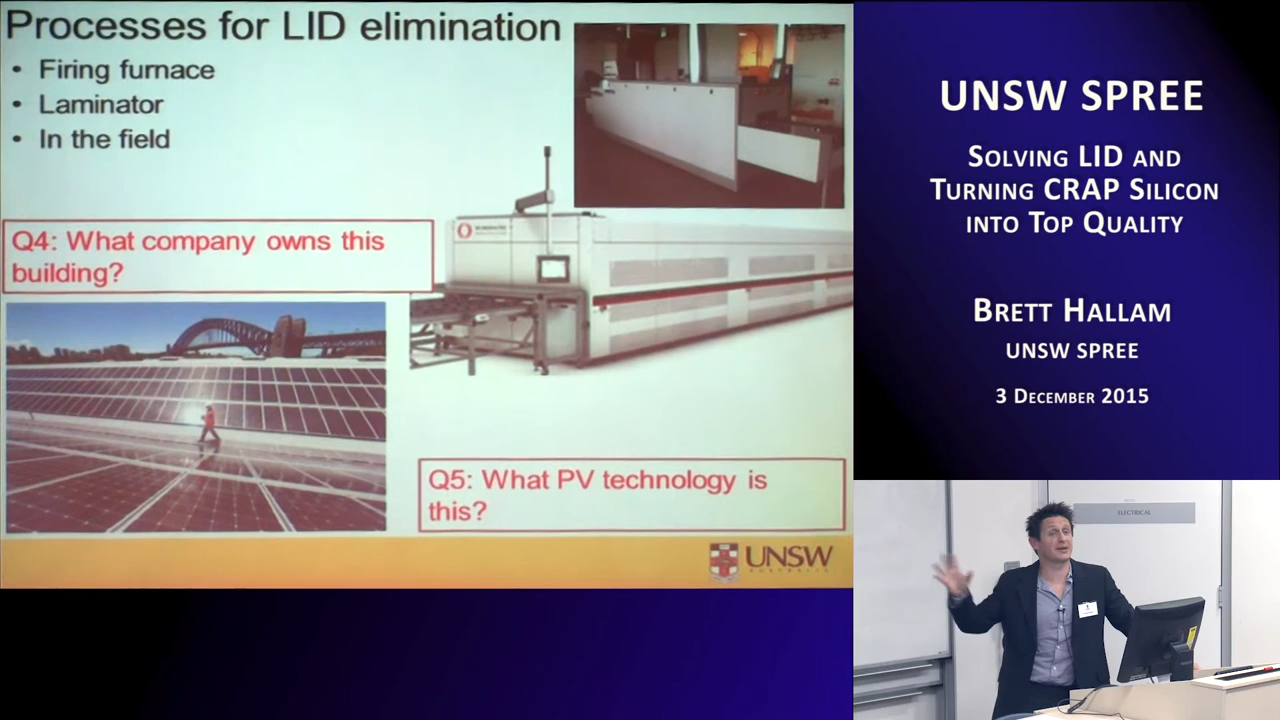 Processes for LID elimination
• Firing furnace
• Laminator
• In the field
Q4: What company owns this
building?
Q5: What PV technology is
this?
UNSW
AUSTRALIA
UNSW SPREE
SOLVING LID AND
TURNING CRAP SILICON
INTO TOP QUALITY
BRETT HALLAM
UNSW SPREE
3 DECEMBER 2015
ELECTRICAL